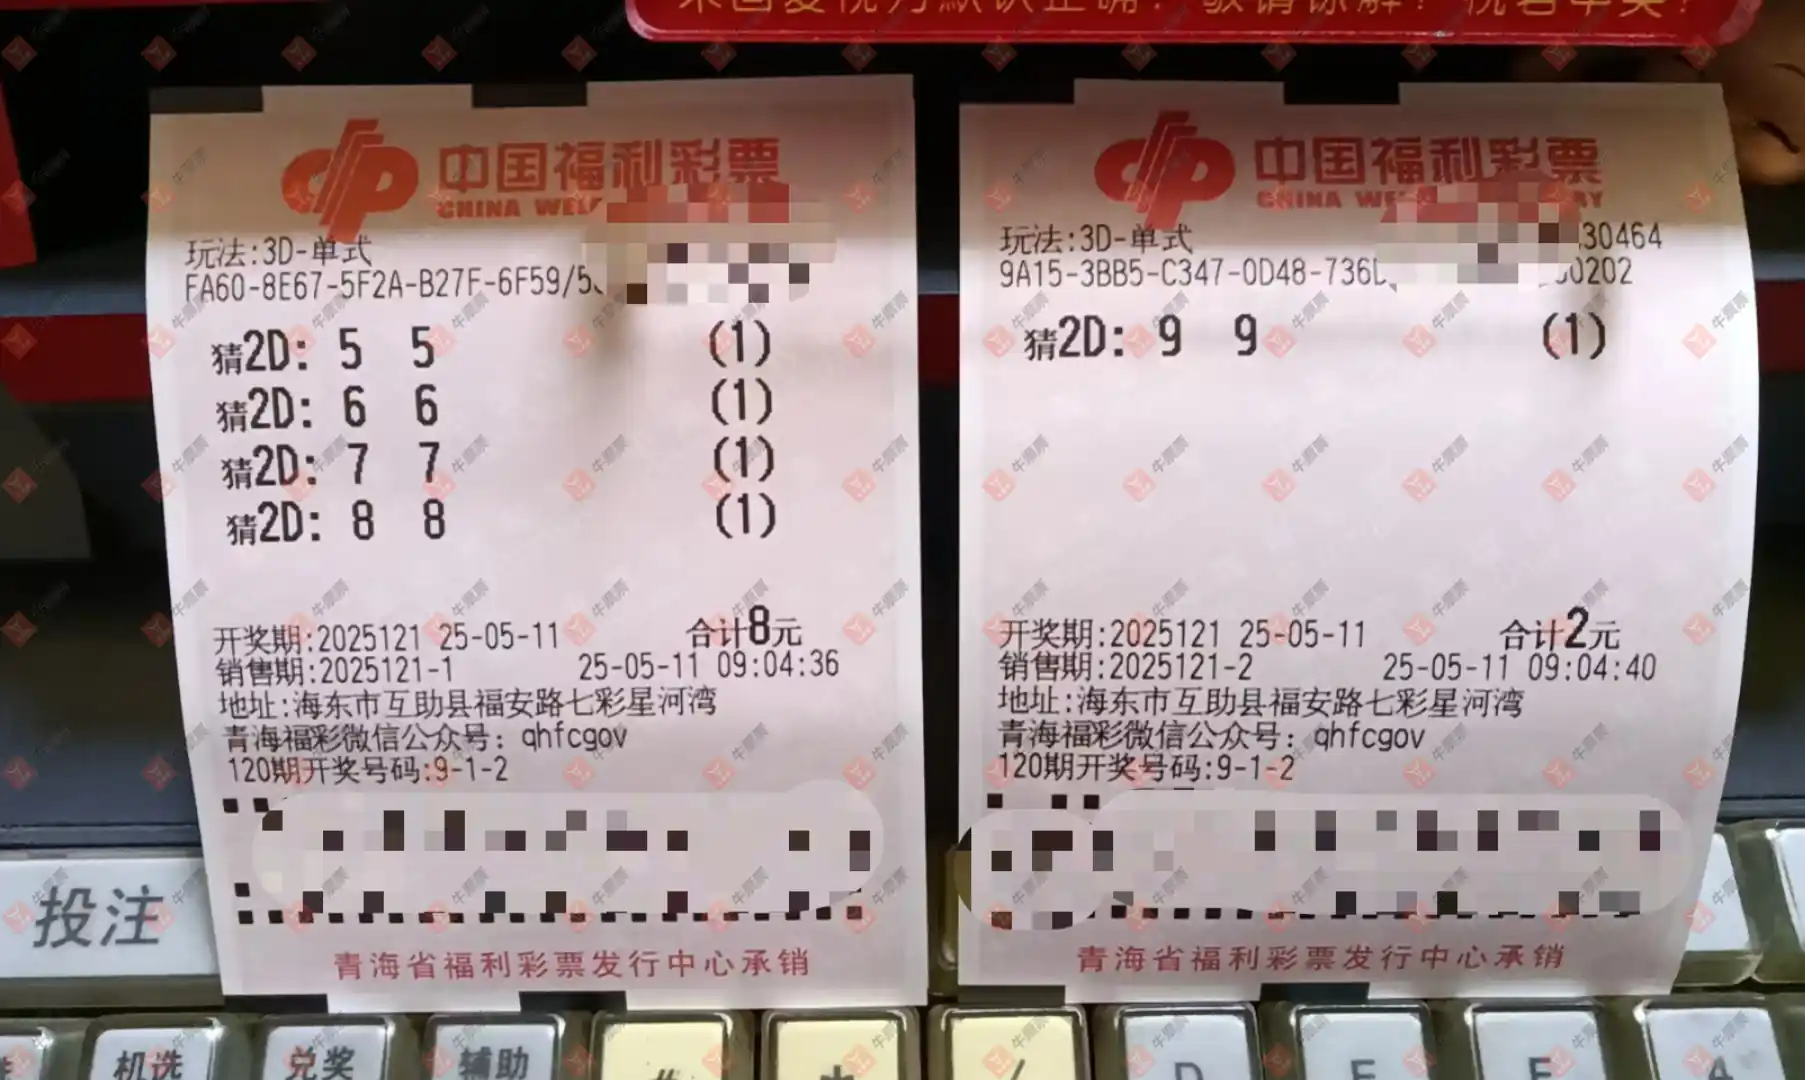 中国福利彩票
CHINA WEL
玩法:3D-单式
FA60-8E67-5F2A-B27F-6F59/5
猜2D: 5 5 (1)
猜2D: 6 6 (1)
猜2D: 7 7 (1)
猜2D: 8 8 (1)
开奖期:2025121 25-05-11 合计8元
销售期:2025121-1 25-05-11 09:04:36
地址:海东市互助县福安路七彩星河湾
青海福彩微信公众号: qhfcgov
120期开奖号码:9-1-2
青海省福利彩票发行中心承销
中国福利彩票
CHINA WE
玩法:3D-单式 30464
9A15-3BB5-C347-0D48-736 0202
猜2D: 9 9 (1)
开奖期:2025121 25-05-11 合计2元
销售期:2025121-2 25-05-11 09:04:40
地址:海东市互助县福安路七彩星河湾
青海福彩微信公众号: qhfcgov
120期开奖号码:9-1-2
青海省福利彩票发行中心承销
投注
机选
兑奖
辅助